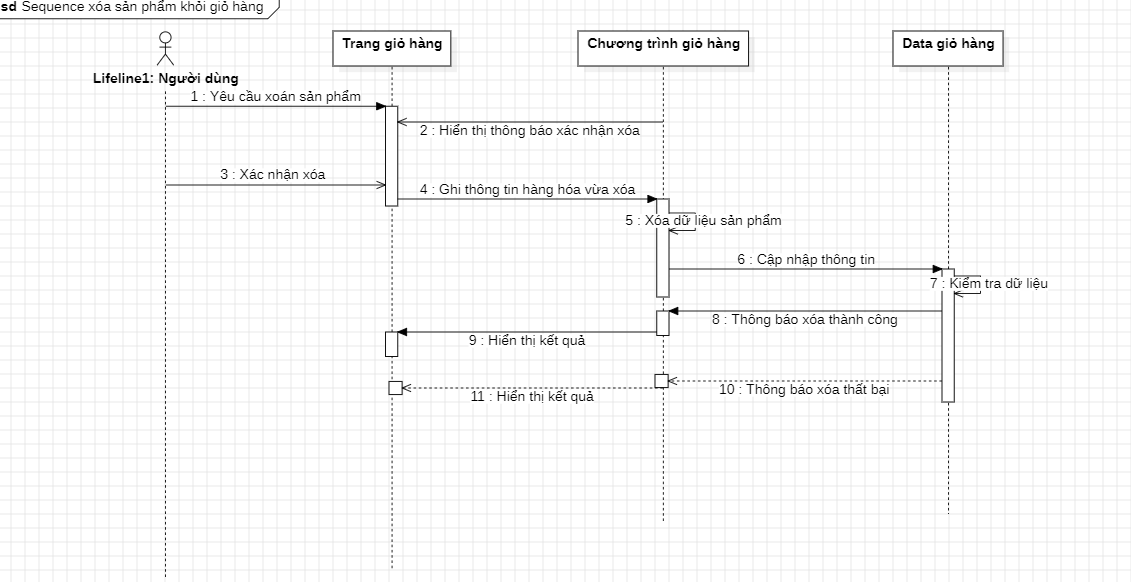 sd Sequence xóa sản phẩm khỏi giỏ hàng
Trang giỏ hàng
Chương trình giỏ hàng
Data giỏ hàng
Lifeline1: Người dùng
1 : Yêu cầu xoán sản phẩm
2 : Hiển thị thông báo xác nhận xóa
3 : Xác nhận xóa
4 : Ghi thông tin hàng hóa vừa xóa
5 : Xóa dữ liệu sản phẩm
6 : Cập nhập thông tin
7 : Kiểm tra dữ liệu
8 : Thông báo xóa thành công
9 : Hiển thị kết quả
10 : Thông báo xóa thất bại
11 : Hiển thị kết quả